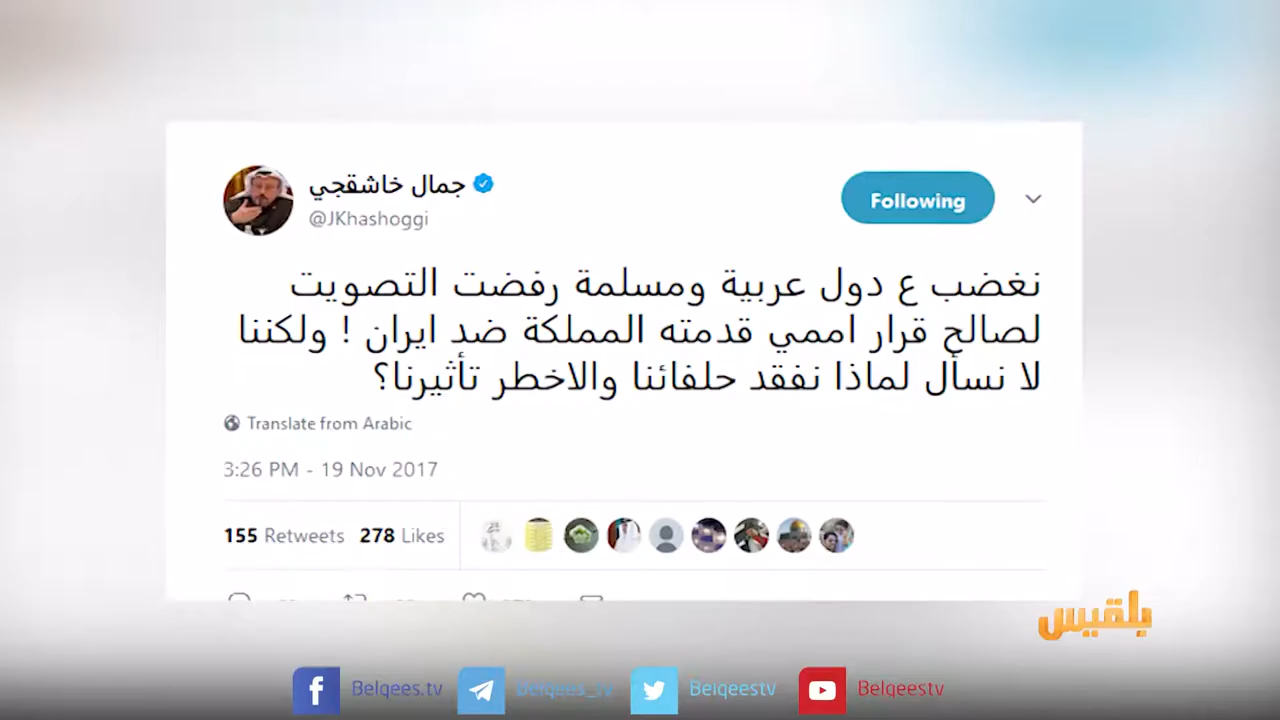 جمال خاشقجي
@JKhashoggi
Following
نغضب ع دول عربية ومسلمة رفضت التصويت
لصالح قرار اممي قدمته المملكة ضد ايران ! ولكننا
لا نسأل لماذا نفقد حلفائنا والاخطر تأثيرنا؟
Translate from Arabic
3:26 PM - 19 Nov 2017
155 Retweets 278 Likes
بلقيس
Belqees.tv Belqees_tv Belqeestv Belqeestv